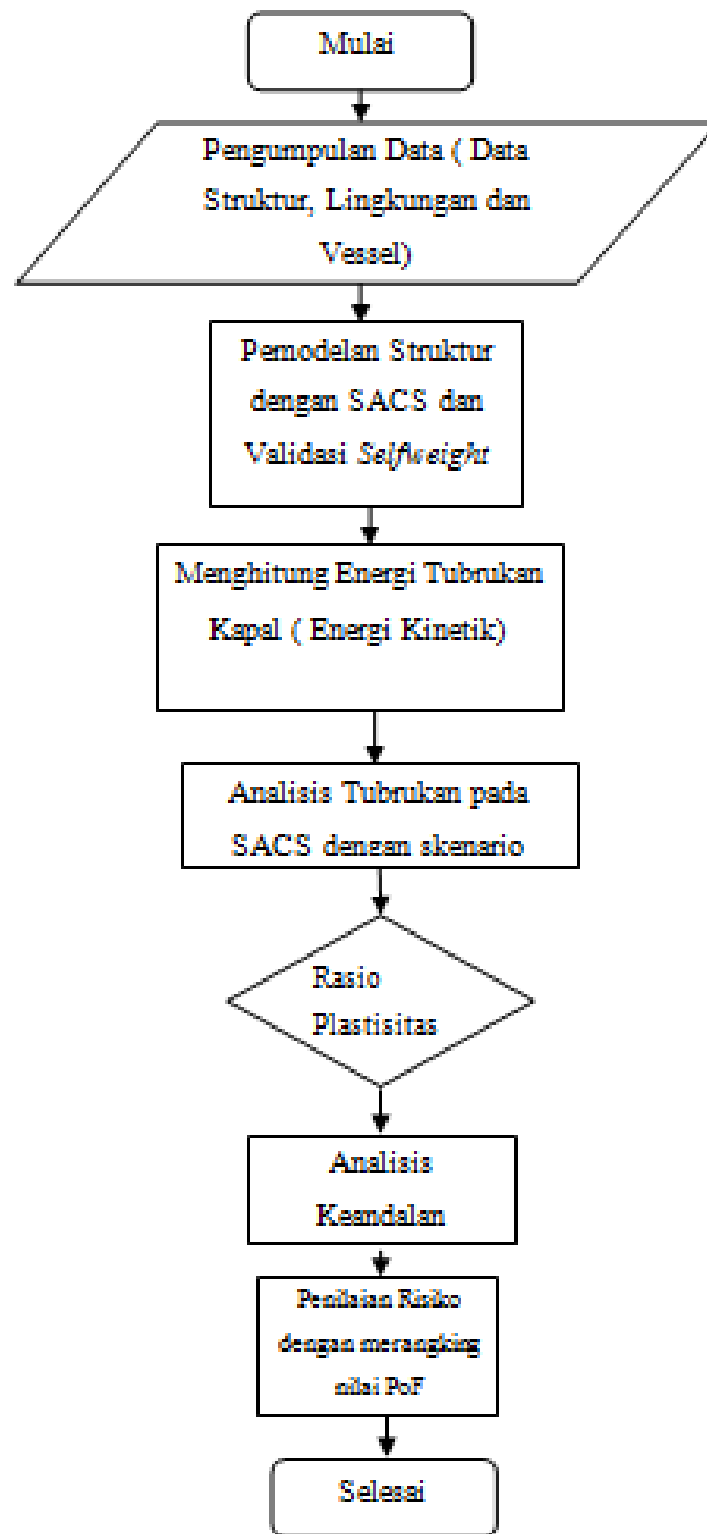 Mulai
Pengumpulan Data ( Data
Struktur, Lingkungan dan
Vessel)
Pemodelan Struktur
dengan SACS dan
Validasi Selfweight
Menghitung Energi Tubrukan
Kapal ( Energi Kinetik)
Analisis Tubrukan pada
SACS dengan skenario
Rasio
Plastisitas
Analisis
Keandalan
Penilaian Risiko
dengan merangking
nilai PoF
Selesai